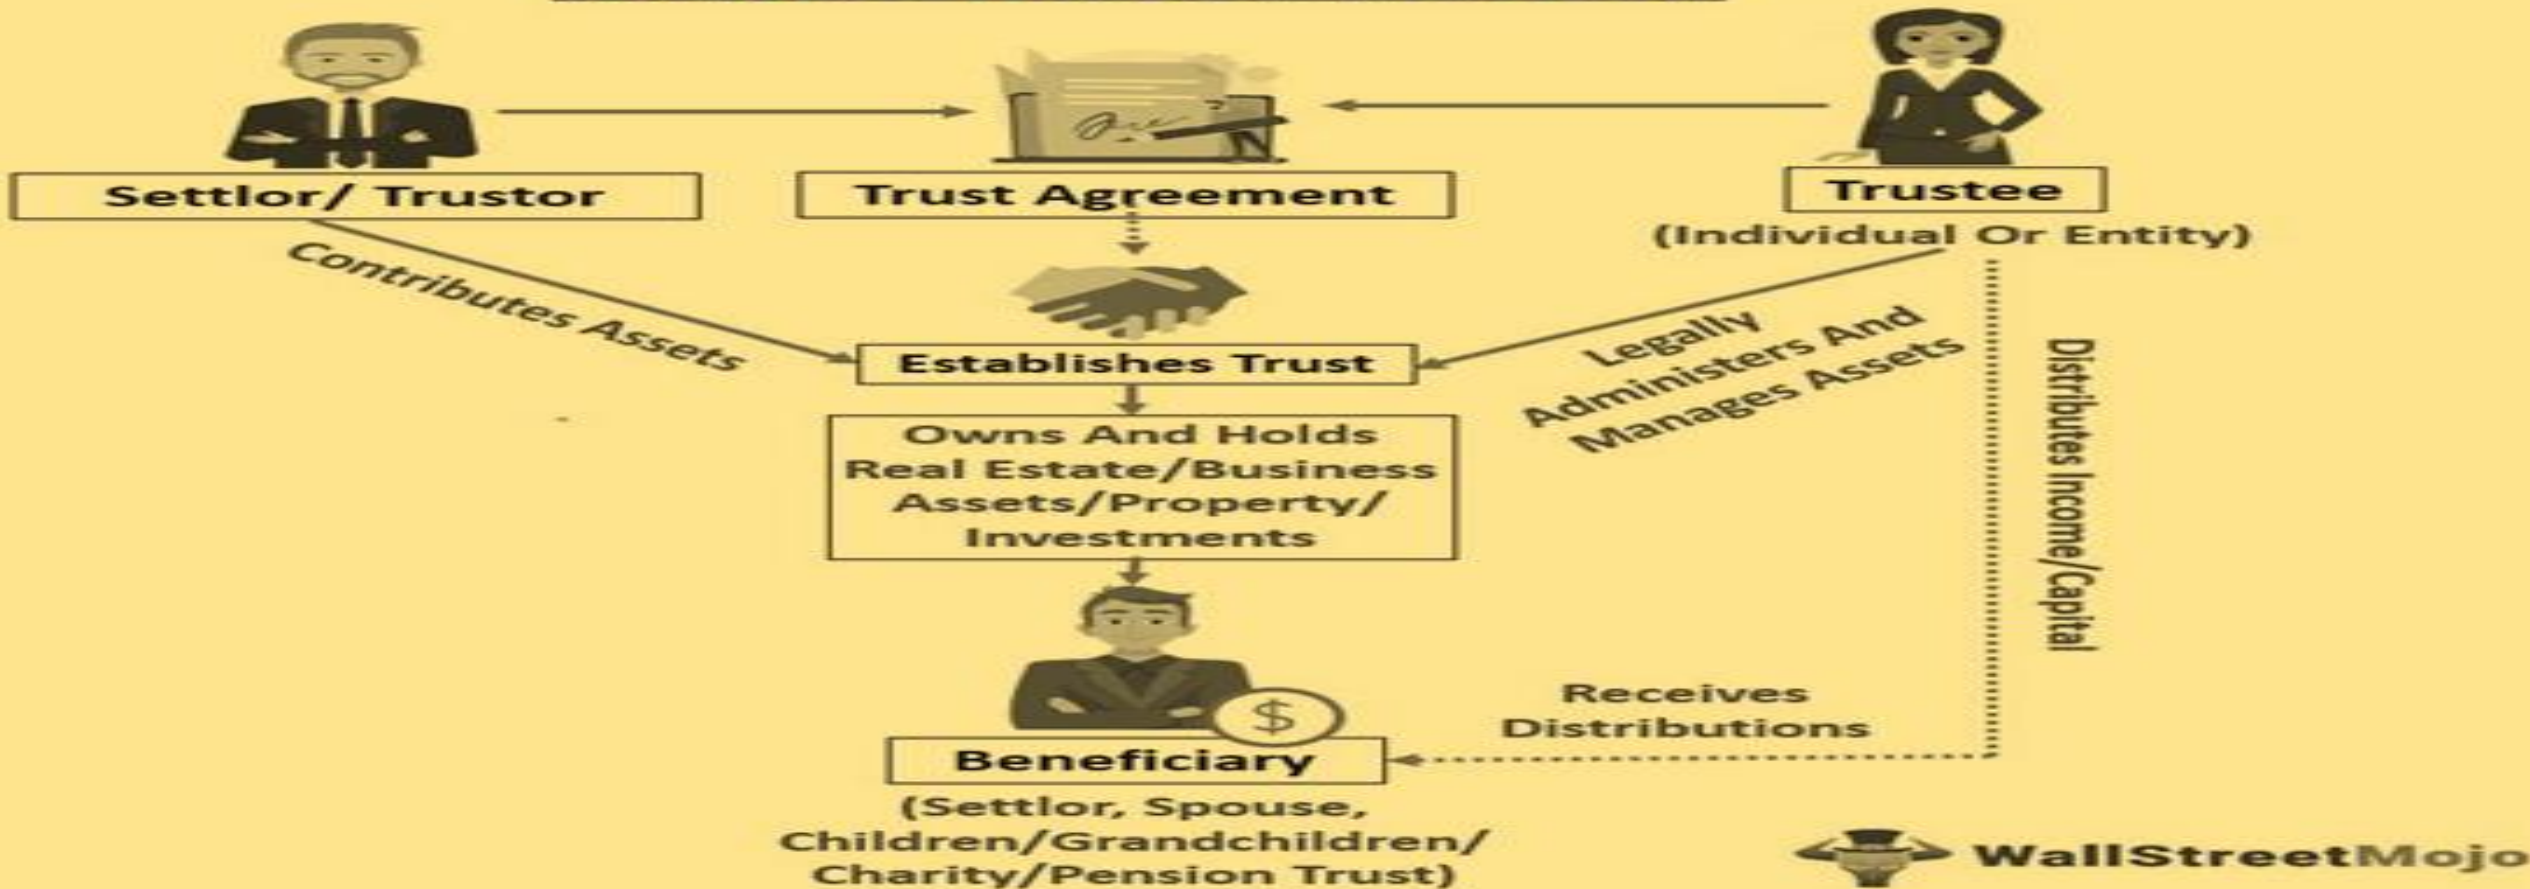 Settlor/ Trustor
Trust Agreement
Trustee
(Individual Or Entity)
Contributes Assets
Establishes Trust
Legally
Administers And
Manages Assets
Distributes Income/Capital
Owns And Holds
Real Estate/Business
Assets/Property/
Investments
Receives
Distributions
$
Beneficiary
(Settlor, Spouse,
Children/Grandchildren/
Charity/Pension Trust)
WallStreetMojo